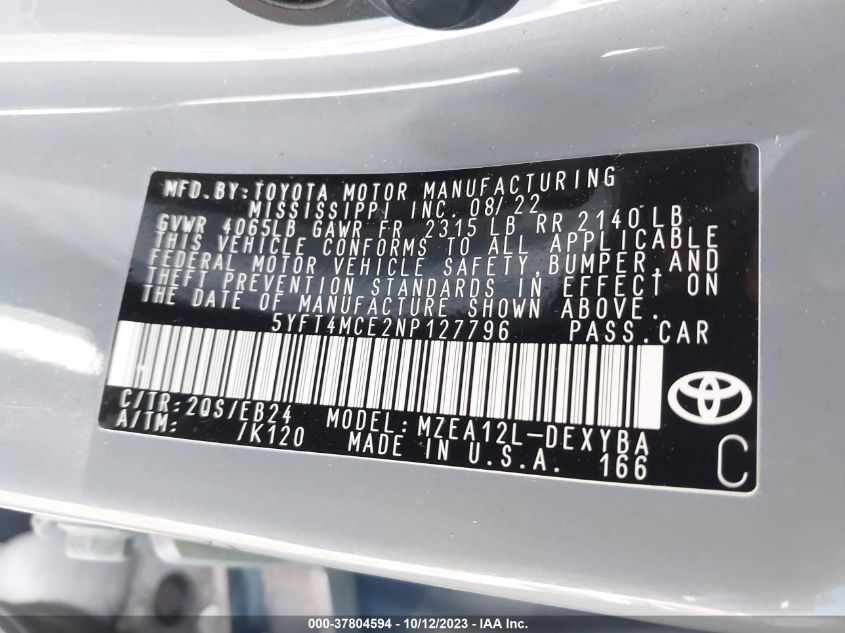 MFD. BY: TOYOTA MOTOR MANUFACTURING
MISSISSIPPI INC. 08/22
GVWR 4065LB GAWR FR 2315 LB RR 2140 LB
THIS VEHICLE CONFORMS TO ALL APPLICABLE
FEDERAL MOTOR VEHICLE SAFETY, BUMPER, AND
THEFT PREVENTION STANDARDS IN EFFECT ON
THE DATE OF MANUFACTURE SHOWN ABOVE.
5YFT4MCE2NP127796 PASS. CAR
C/TR: 2QS/EB24 MODEL: MZEA12L-DEXYBA
A/TM: /K120 MADE IN U.S.A. 166
C
000-37804594 - 10/12/2023 - IAA Inc.